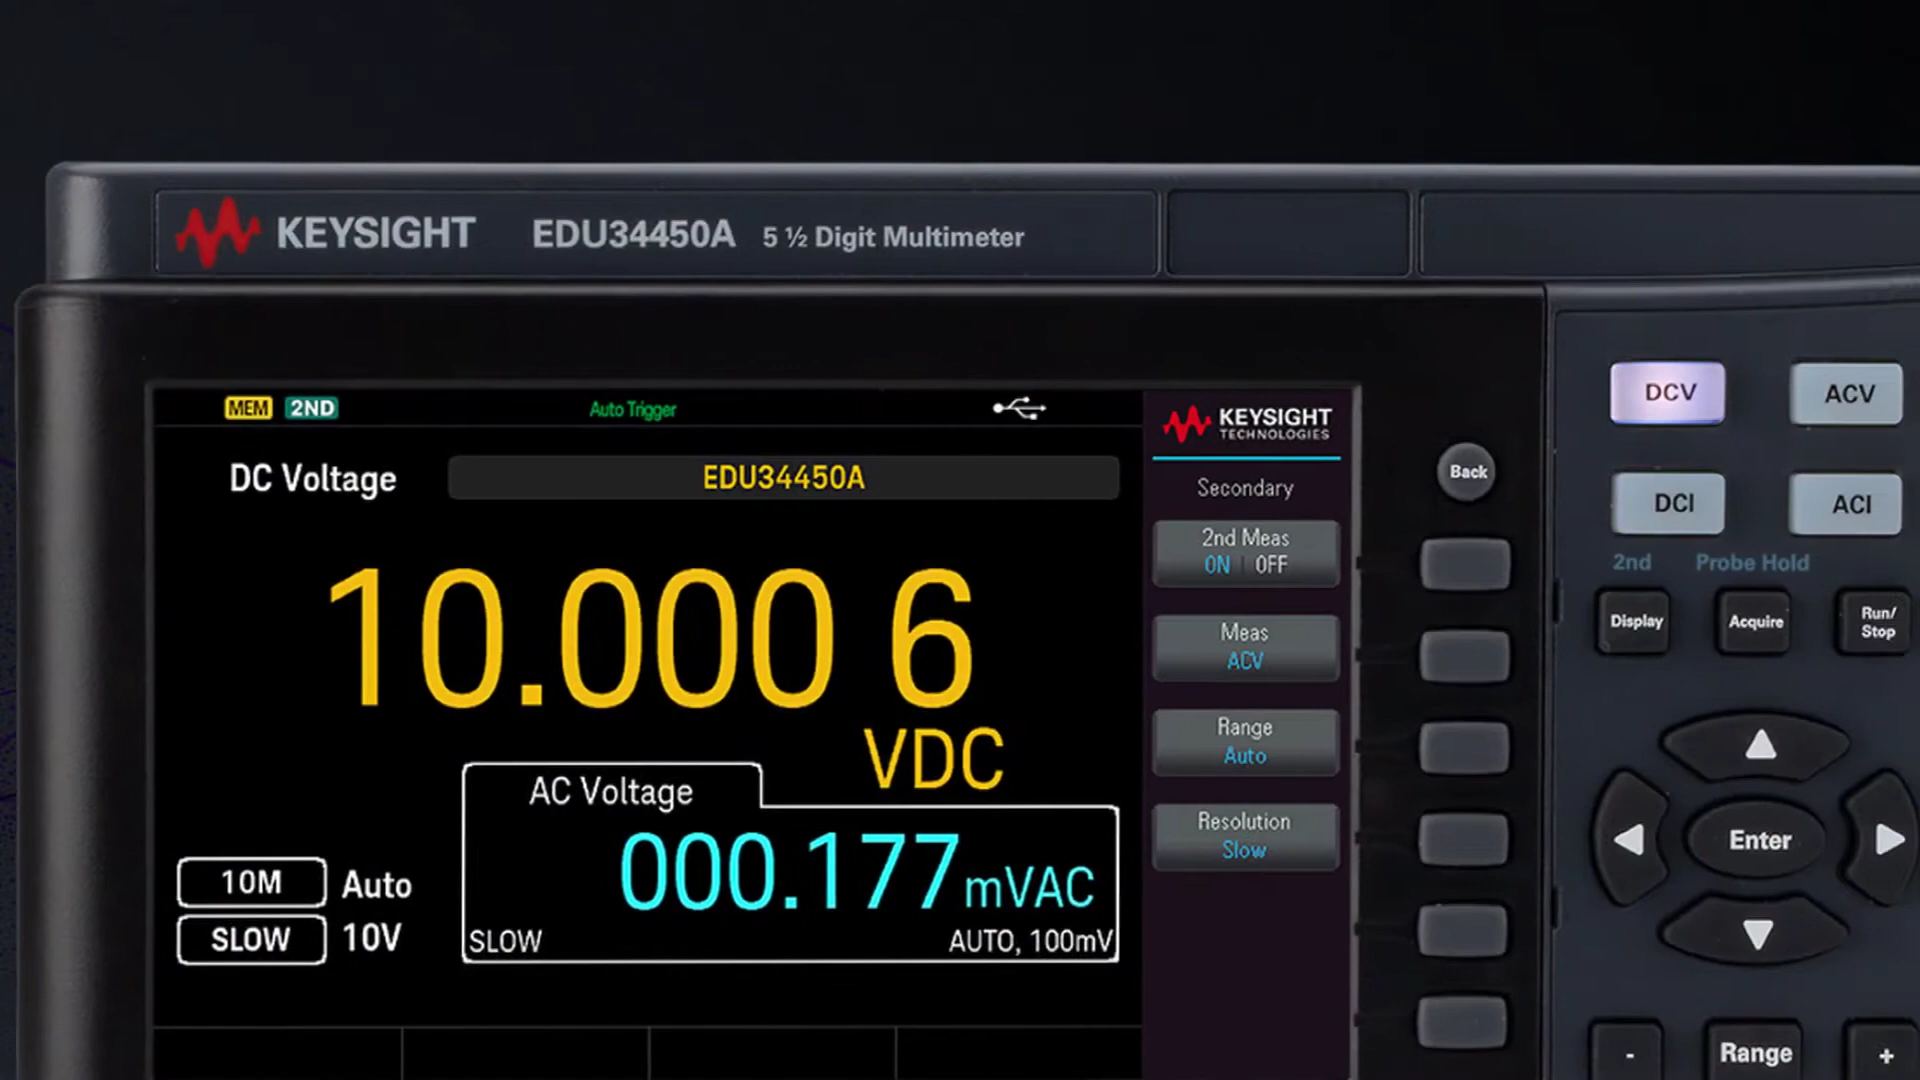 KEYSIGHT EDU34450A 5 ½ Digit Multimeter
MEM 2ND Auto Trigger
DC Voltage EDU34450A
10.000 6
VDC
AC Voltage
000.177 mVAC
SLOW AUTO, 100mV
10M Auto
SLOW 10V
KEYSIGHT
TECHNOLOGIES
Secondary
2nd Meas
ON OFF
Meas
ACV
Range
Auto
Resolution
Slow
Back
DCV ACV
DCI ACI
2nd Probe Hold
Display Acquire Run/
Stop
Enter
- Range +